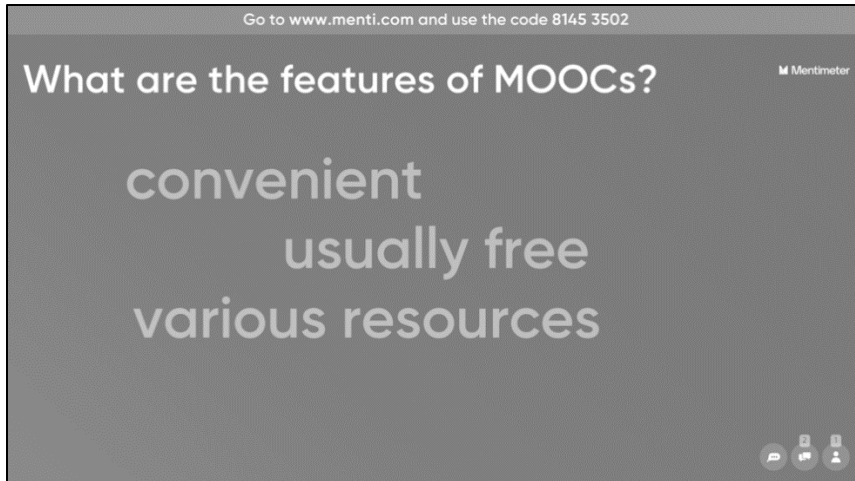 Go to www.menti.com and use the code 8145 3502
What are the features of MOOCs?
Mentimeter
convenient
usually free
various resources
2
1